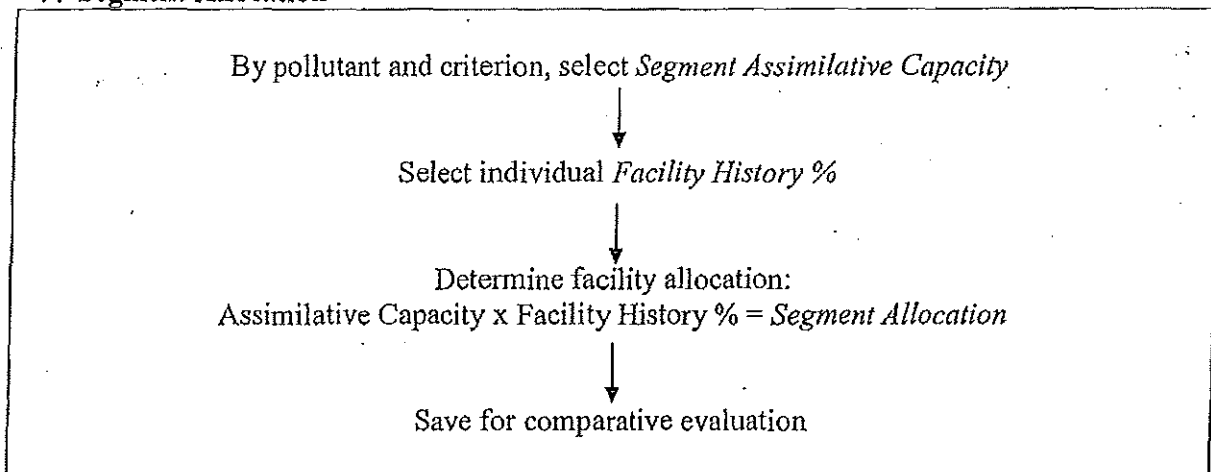 By pollutant and criterion, select Segment Assimilative Capacity
Select individual Facility History %
Determine facility allocation:
Assimilative Capacity x Facility History % = Segment Allocation
Save for comparative evaluation